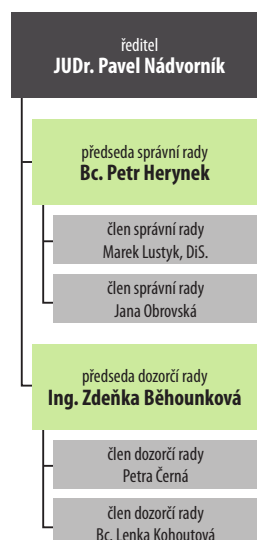 ředitel
JUDr. Pavel Nádvorník
předseda správní rady
Bc. Petr Herynek
člen správní rady
Marek Lustyk, DiS.
člen správní rady
Jana Obrovská
předseda dozorčí rady
Ing. Zdeňka Běhounková
člen dozorčí rady
Petra Černá
člen dozorčí rady
Bc. Lenka Kohoutová